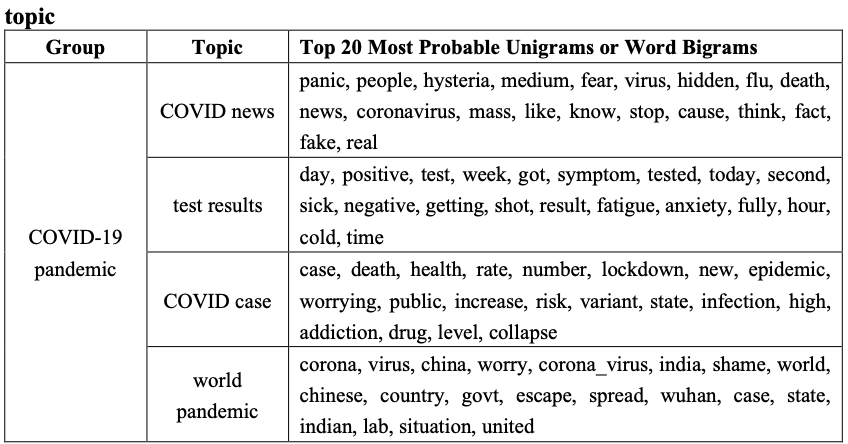 topic
Group Topic Top 20 Most Probable Unigrams or Word Bigrams
COVID-19
pandemic
COVID news
panic, people, hysteria, medium, fear, virus, hidden, flu, death,
news, coronavirus, mass, like, know, stop, cause, think, fact,
fake, real
test results
day, positive, test, week, got, symptom, tested, today, second,
sick, negative, getting, shot, result, fatigue, anxiety, fully, hour,
cold, time
COVID case
case, death, health, rate, number, lockdown, new, epidemic,
worrying, public, increase, risk, variant, state, infection, high,
addiction, drug, level, collapse
world
pandemic
corona, virus, china, worry, corona_virus, india, shame, world,
chinese, country, govt, escape, spread, wuhan, case, state,
indian, lab, situation, united